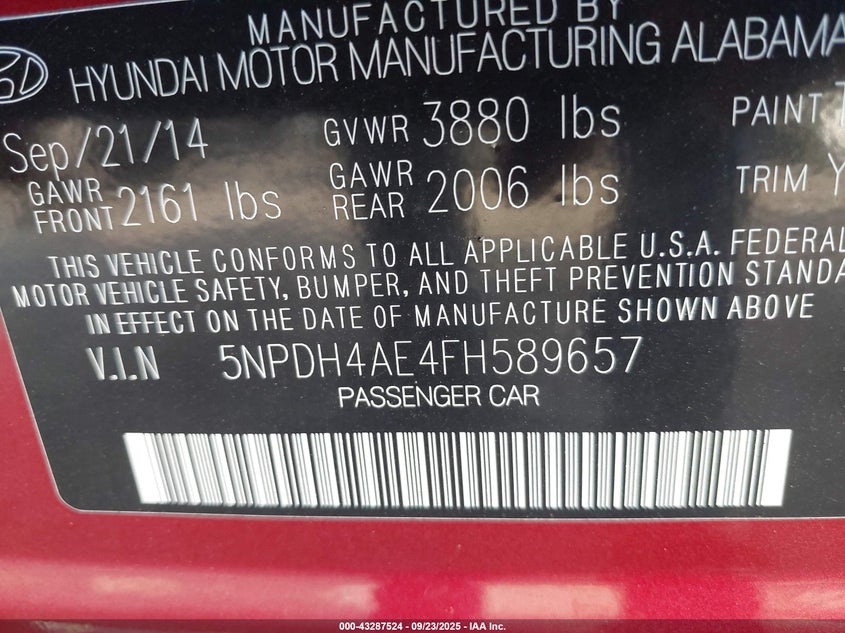 MANUFACTURED BY
HYUNDAI MOTOR MANUFACTURING ALABAMA
Sep/21/14 GVWR 3880 lbs PAINT
GAWR FRONT 2161 lbs GAWR REAR 2006 lbs TRIM Y
THIS VEHICLE CONFORMS TO ALL APPLICABLE U.S.A. FEDERAL
MOTOR VEHICLE SAFETY, BUMPER, AND THEFT PREVENTION STANDA
IN EFFECT ON THE DATE OF MANUFACTURE SHOWN ABOVE
V.I.N 5NPDH4AE4FH589657
PASSENGER CAR
000-43287524 - 09/23/2025 - IAA Inc.